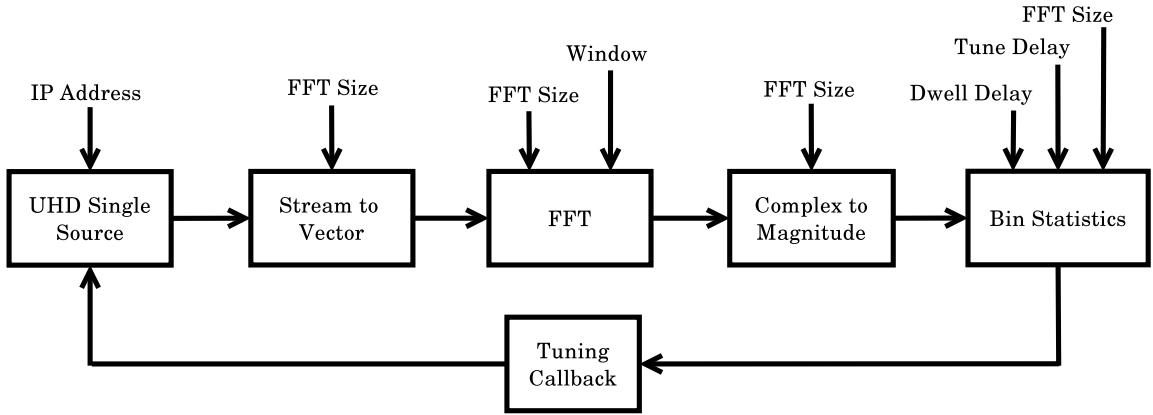 FFT Size
Tune Delay
Window
IP Address
FFT Size
FFT Size
FFT Size
Dwell Delay
UHD Single
Source
Stream to
Vector
FFT
Complex to
Magnitude
Bin Statistics
Tuning
Callback